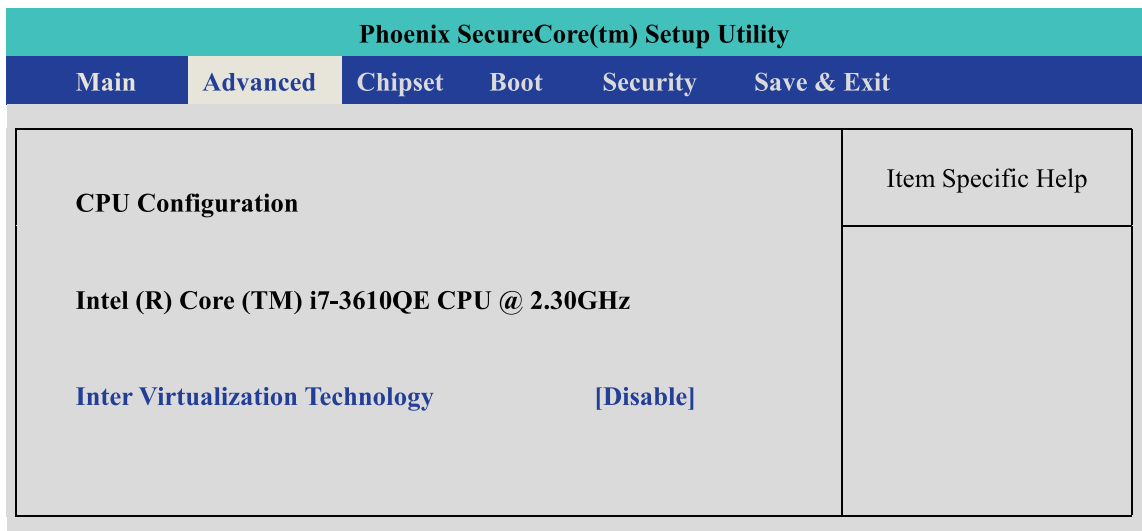 Phoenix SecureCore(tm) Setup Utility
Main Advanced Chipset Boot Security Save & Exit
Item Specific Help
CPU Configuration
Intel (R) Core (TM) i7-3610QE CPU @ 2.30GHz
Inter Virtualization Technology [Disable]